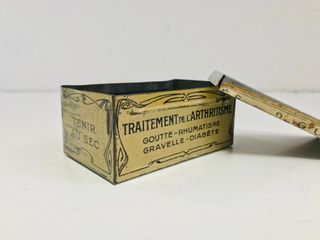 TENIR
AU SEC
TRAITEMENT DE L'ARTHRITISME
GOUTTE - RHUMATISME
GRAVELLE - DIABÈTE